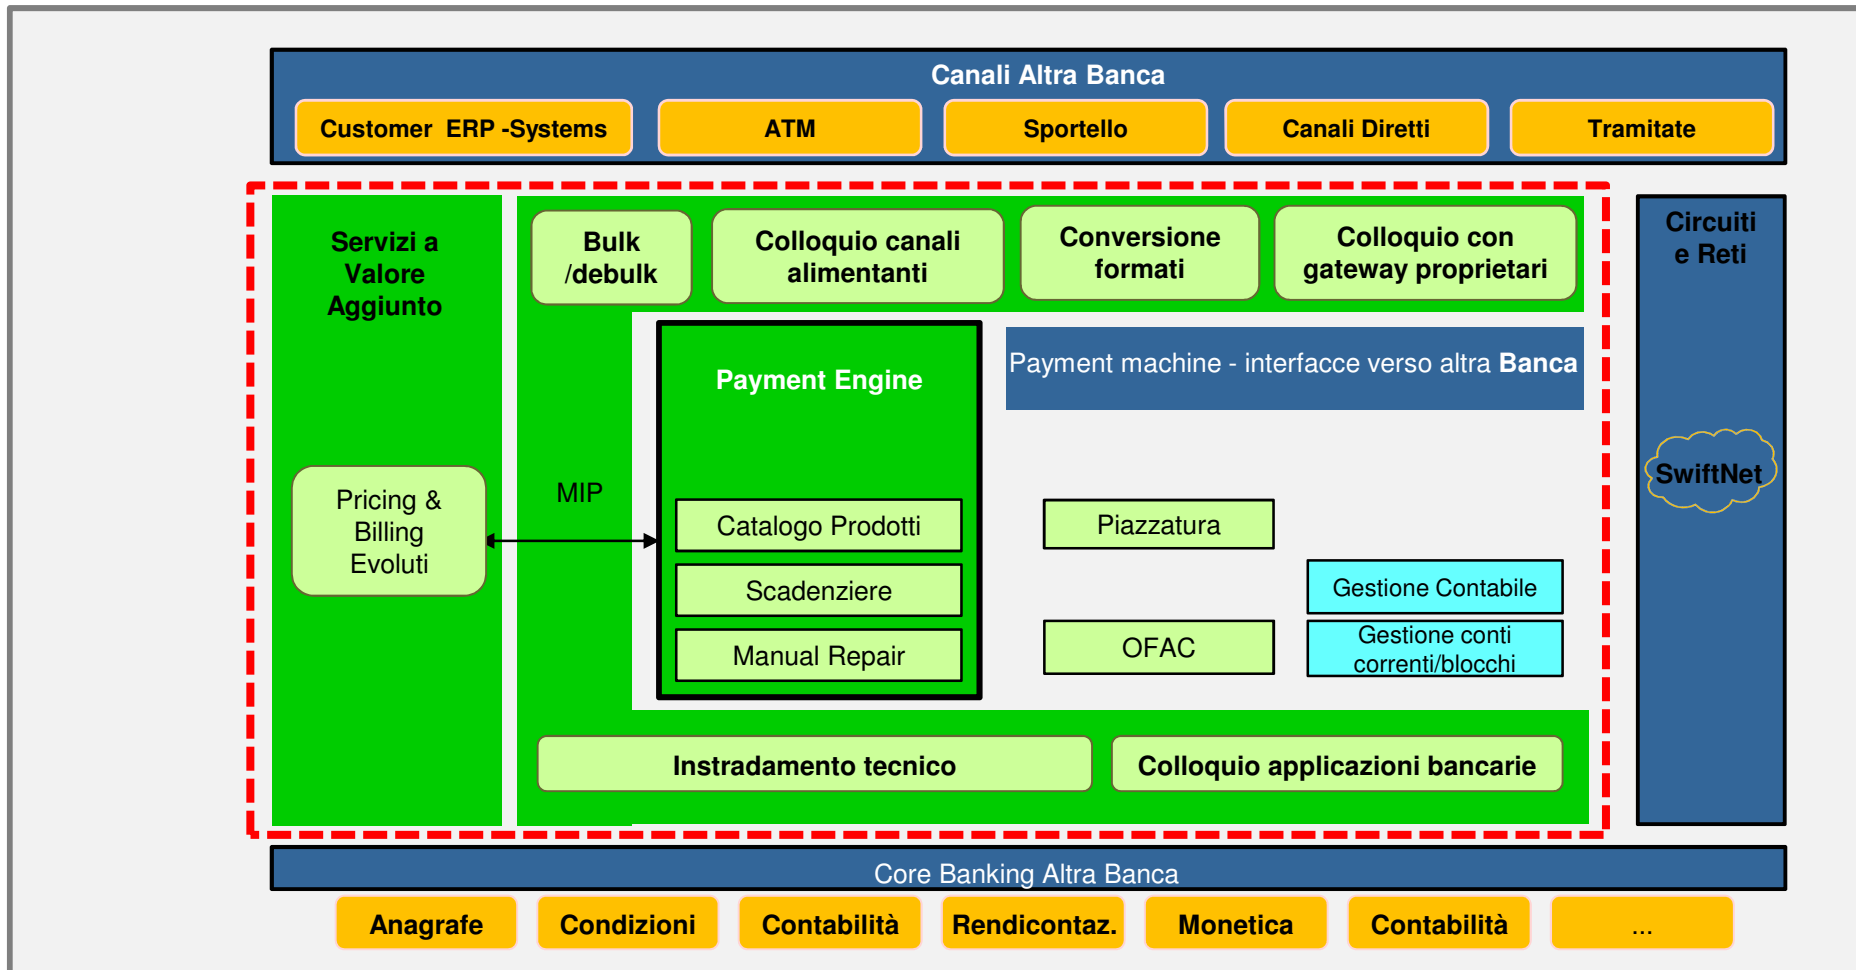 Canali Altra Banca
Customer ERP -Systems
ATM
Sportello
Canali Diretti
Tramitate
Servizi a
Valore
Aggiunto
Bulk
/debulk
Colloquio canali
alimentanti
Conversione
formati
Colloquio con
gateway proprietari
Circuiti
e Reti
Payment Engine
Payment machine - interfacce verso altra Banca
SwiftNet
Pricing &
Billing
Evoluti
MIP
Catalogo Prodotti
Piazzatura
Scadenziere
Gestione Contabile
Manual Repair
OFAC
Gestione conti
correnti/blocchi
Instradamento tecnico
Colloquio applicazioni bancarie
Core Banking Altra Banca
Anagrafe
Condizioni
Contabilità
Rendicontaz.
Monetica
Contabilità
...